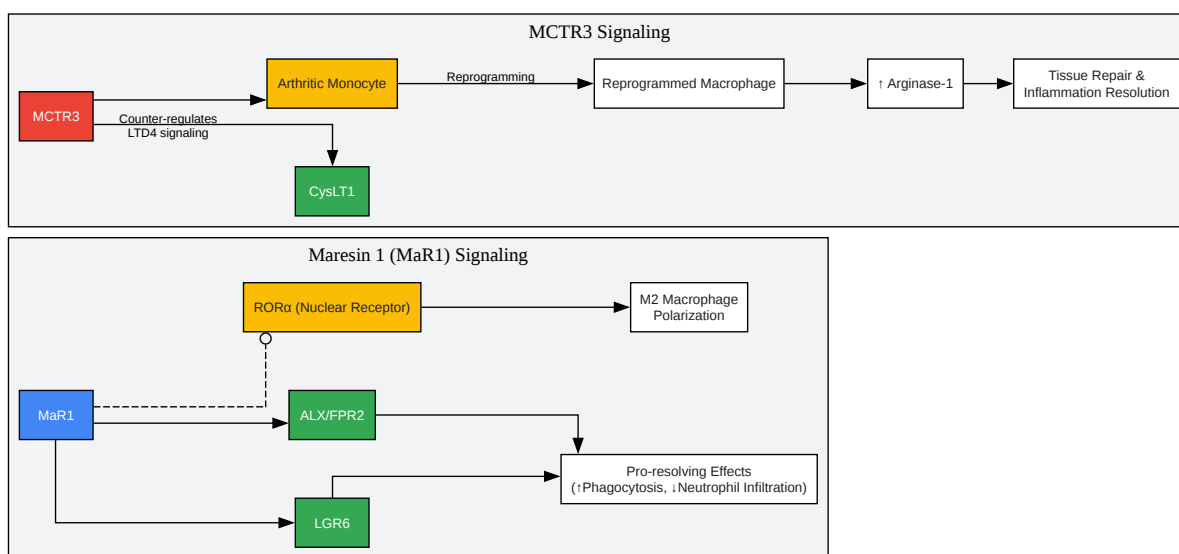 MCTR3 Signaling
MCTR3
Arthritic Monocyte
Reprogramming
Reprogrammed Macrophage
↑ Arginase-1
Tissue Repair &
Inflammation Resolution
Counter-regulates
LTD4 signaling
CysLT1
Maresin 1 (MaR1) Signaling
RORα (Nuclear Receptor)
M2 Macrophage
Polarization
MaR1
ALX/FPR2
Pro-resolving Effects
(↑Phagocytosis, ↓Neutrophil Infiltration)
LGR6